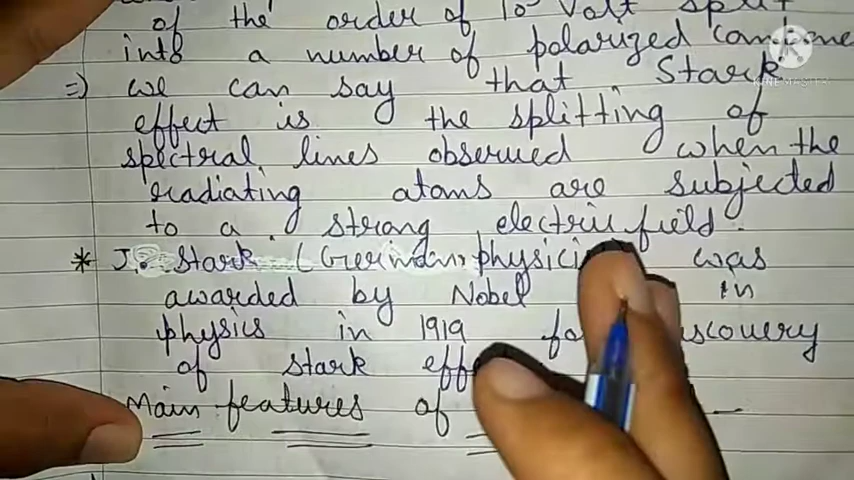 of the order of 10 Volt split
into a number of polarized
KINEMASTER
=) we can say that Stark
effect is the splitting of
spectral lines observed when the
radiating atoms are subjected
to a strong electric field.
* J. Stark (German physici was
awarded by Nobel in
physics in 1919 fo iscovery
of stark eff
Main features of